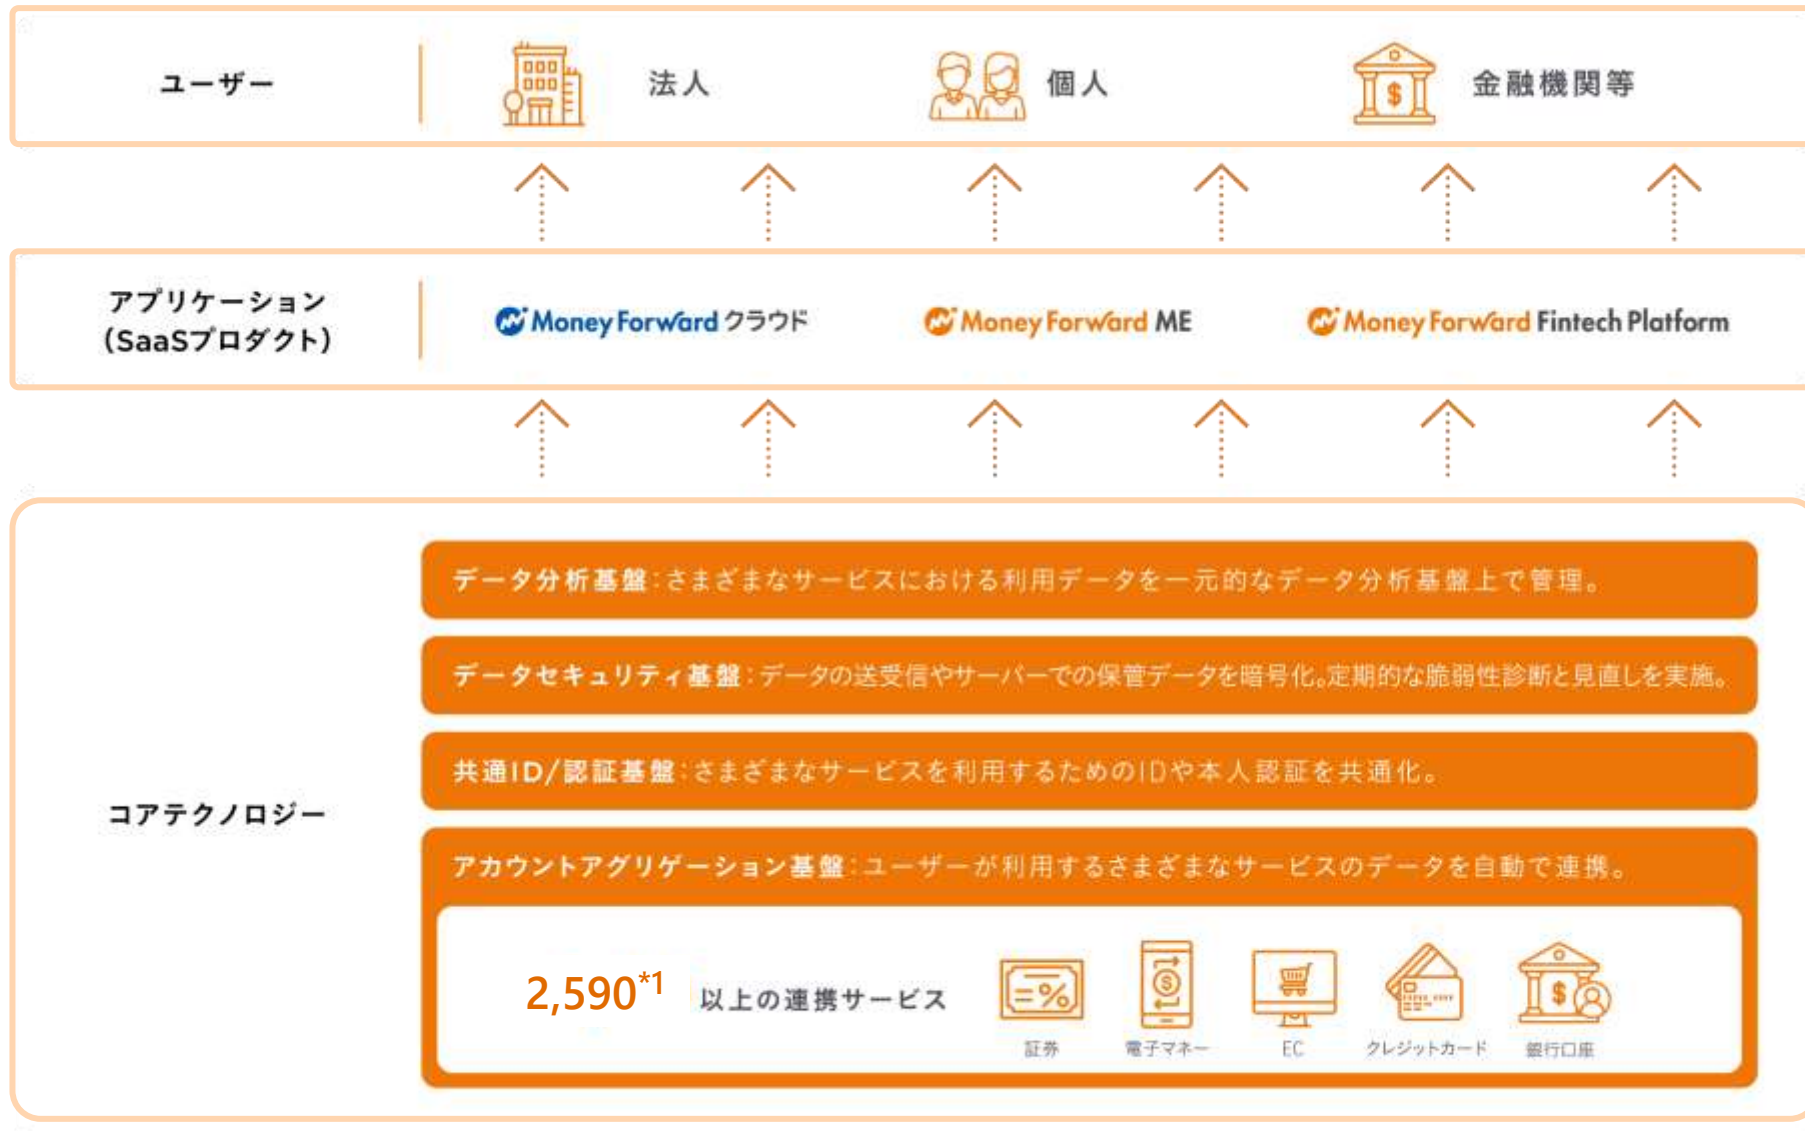 ユーザー
法人
個人
金融機関等
アプリケーション
(SaaSプロダクト)
Money Forward クラウド
Money Forward ME
Money Forward Fintech Platform
コアテクノロジー
データ分析基盤：さまざまなサービスにおける利用データを一元的なデータ分析基盤上で管理。
データセキュリティ基盤：データの送受信やサーバーでの保管データを暗号化。定期的な脆弱性診断と見直しを実施。
共通ID/認証基盤：さまざまなサービスを利用するためのIDや本人認証を共通化。
アカウントアグリゲーション基盤：ユーザーが利用するさまざまなサービスのデータを自動で連携。
2,590*1 以上の連携サービス
証券
電子マネー
EC
クレジットカード
銀行口座